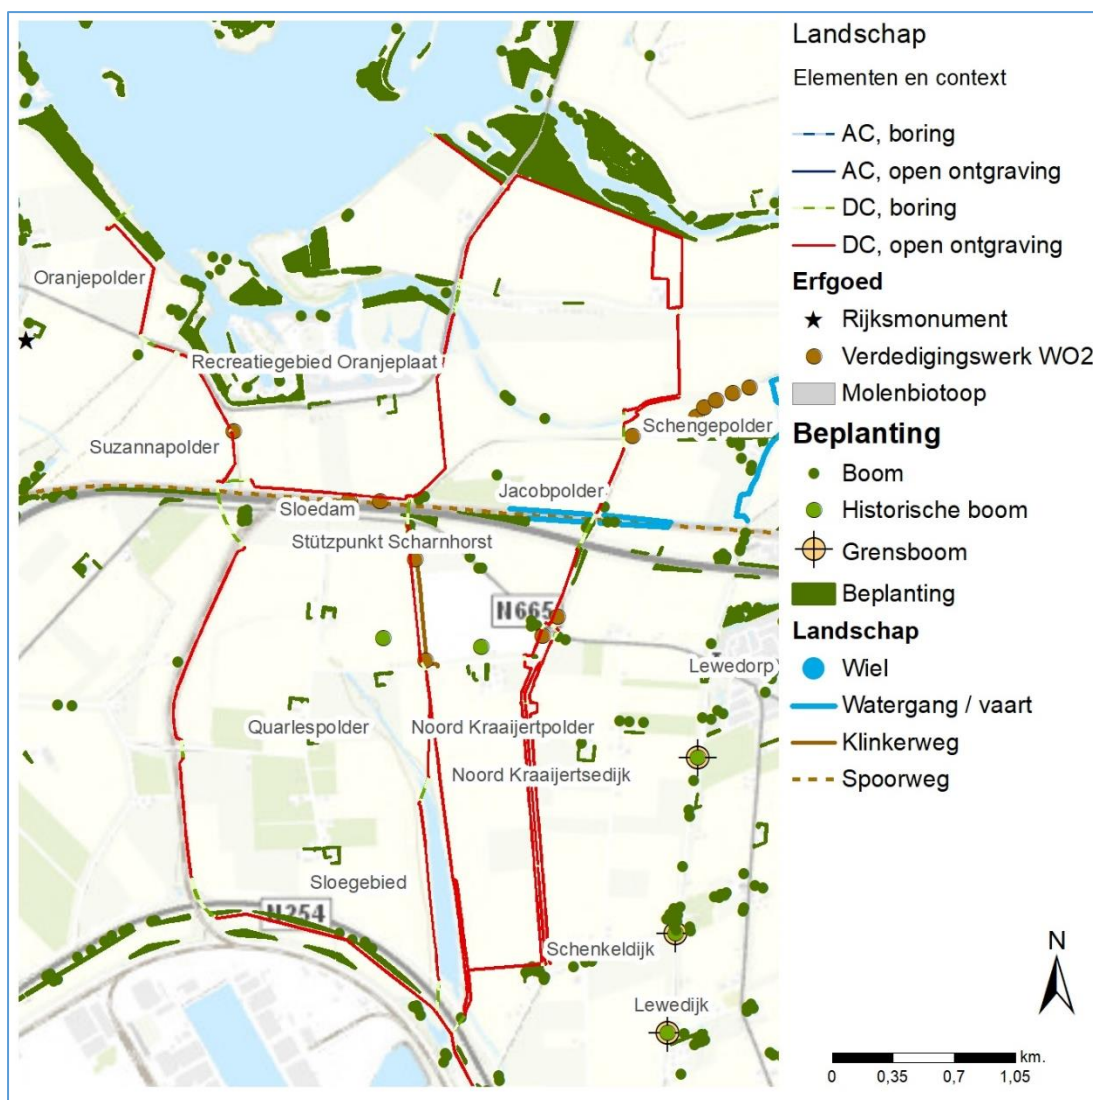 Oranjepolder
Recreatiegebied Oranjeplaat
Suzannapolder
Schengepolder
Jacobpolder
Sloedam
Stützpunkt Scharnhorst
N665
Lewedorp
Quarlespolder
Noord Kraaijertpolder
Noord Kraaijertsedijk
Sloegebied
N254
Schenkeldijk
Lewedijk
Landschap
Elementen en context
AC, boring
AC, open ontgraving
DC, boring
DC, open ontgraving
Erfgoed
Rijksmonument
Verdedigingswerk WO2
Molenbiotoop
Beplanting
Boom
Historische boom
Grensboom
Beplanting
Landschap
Wiel
Watergang / vaart
Klinkerweg
Spoorweg
N
km.
0 0,35 0,7 1,05